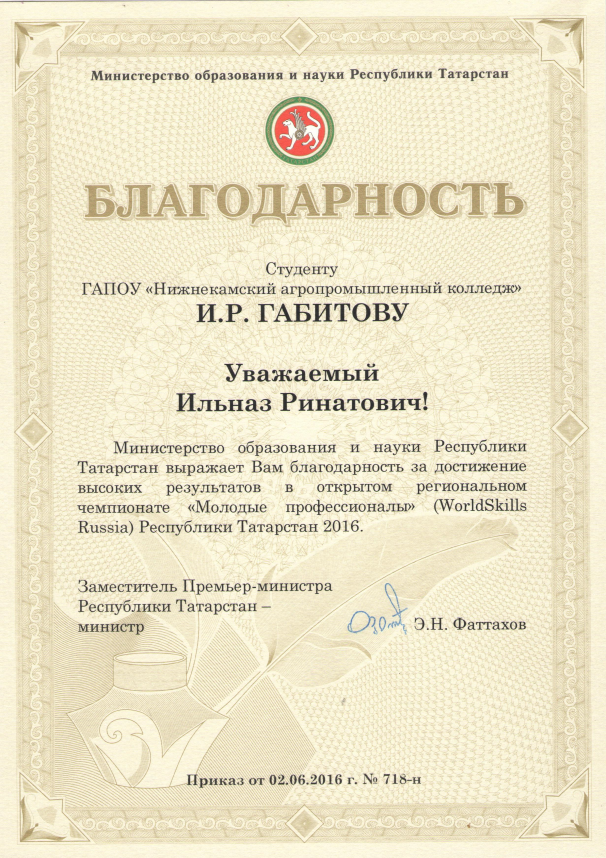 Министерство образования и науки Республики Татарстан
БЛАГОДАРНОСТЬ
Студенту
ГАПОУ «Нижнекамский агропромышленный колледж»
И.Р. ГАБИТОВУ
Уважаемый
Ильназ Ринатович!
Министерство образования и науки Республики
Татарстан выражает Вам благодарность за достижение
высоких результатов в открытом региональном
чемпионате «Молодые профессионалы» (WorldSkills
Russia) Республики Татарстан 2016.
Заместитель Премьер-министра
Республики Татарстан –
министр
Э.Н. Фаттахов
Приказ от 02.06.2016 г. № 718-н